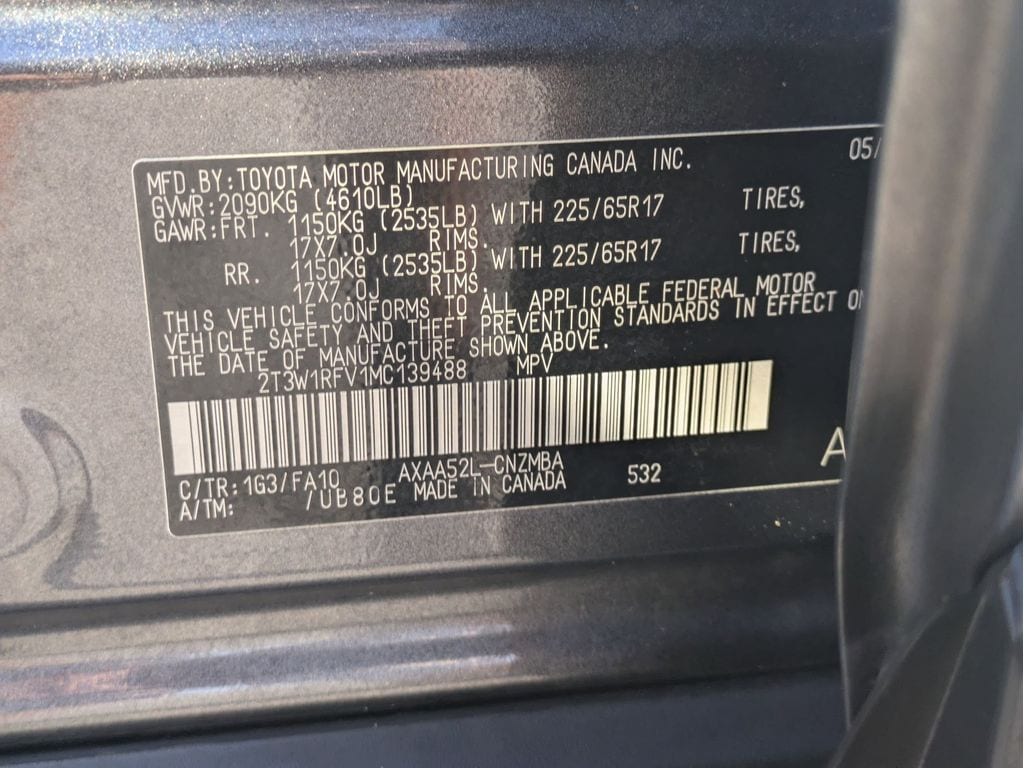 MFD.BY:TOYOTA MOTOR MANUFACTURING CANADA INC. 05/
GVWR:2090KG (4610LB)
GAWR:FRT. 1150KG (2535LB) WITH 225/65R17 TIRES,
17X7.0J RIMS.
RR. 1150KG (2535LB) WITH 225/65R17 TIRES,
17X7.0J RIMS.
THIS VEHICLE CONFORMS TO ALL APPLICABLE FEDERAL MOTOR
VEHICLE SAFETY AND THEFT PREVENTION STANDARDS IN EFFECT
THE DATE OF MANUFACTURE SHOWN ABOVE.
2T3W1RFV1MC139488 MPV
C/TR:1G3/FA10 AXAA52L-CNZMBA 532 A
A/TM: /UB80E MADE IN CANADA